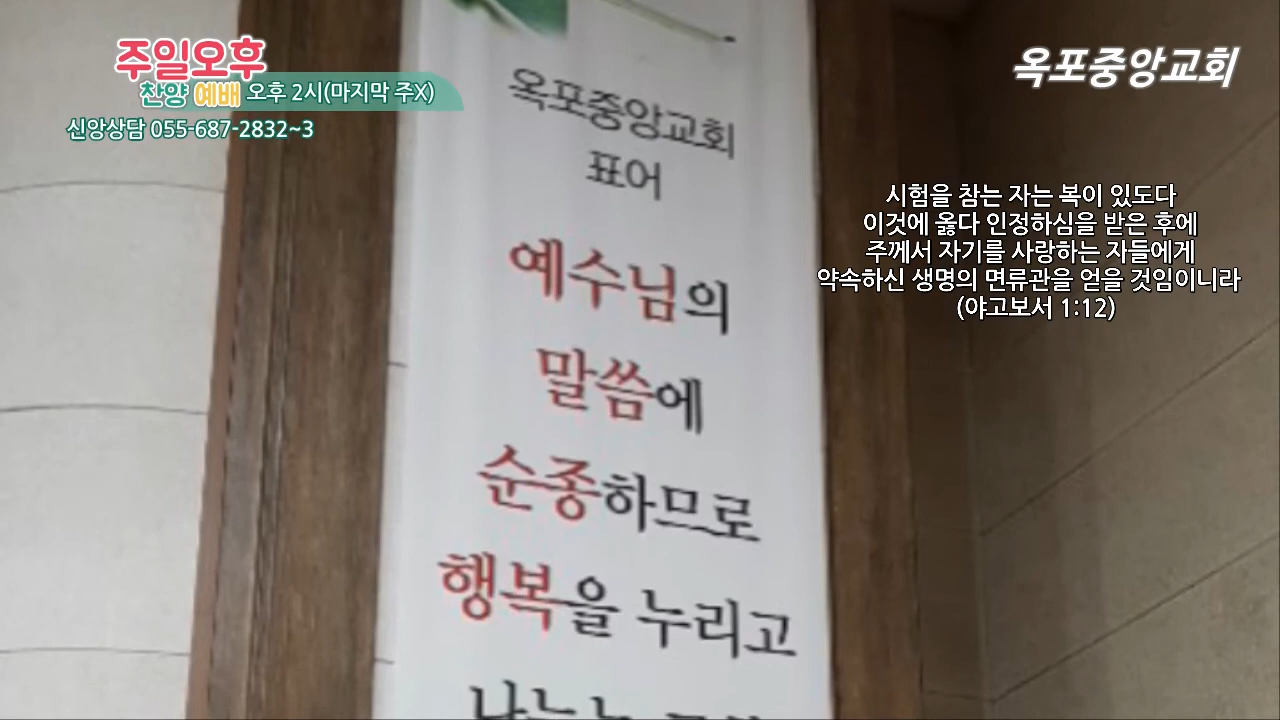 주일오후
찬양 예배 오후 2시(마지막 주X)
신앙상담 055-687-2832~3
옥포중앙교회
옥포중앙교회
표어
예수님의
말씀에
순종하므로
행복을 누리고
시험을 참는 자는 복이 있도다
이것에 옳다 인정하심을 받은 후에
주께서 자기를 사랑하는 자들에게
약속하신 생명의 면류관을 얻을 것임이니라
(야고보서 1:12)